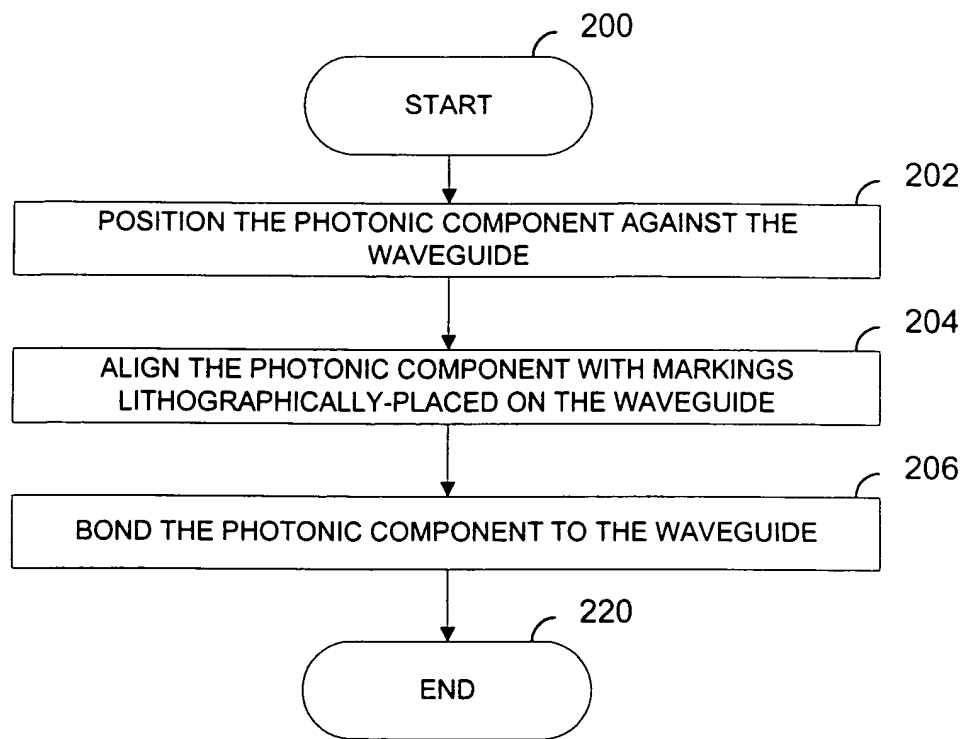 200
START
202
POSITION THE PHOTONIC COMPONENT AGAINST THE
WAVEGUIDE
204
ALIGN THE PHOTONIC COMPONENT WITH MARKINGS
LITHOGRAPHICALLY-PLACED ON THE WAVEGUIDE
206
BOND THE PHOTONIC COMPONENT TO THE WAVEGUIDE
220
END